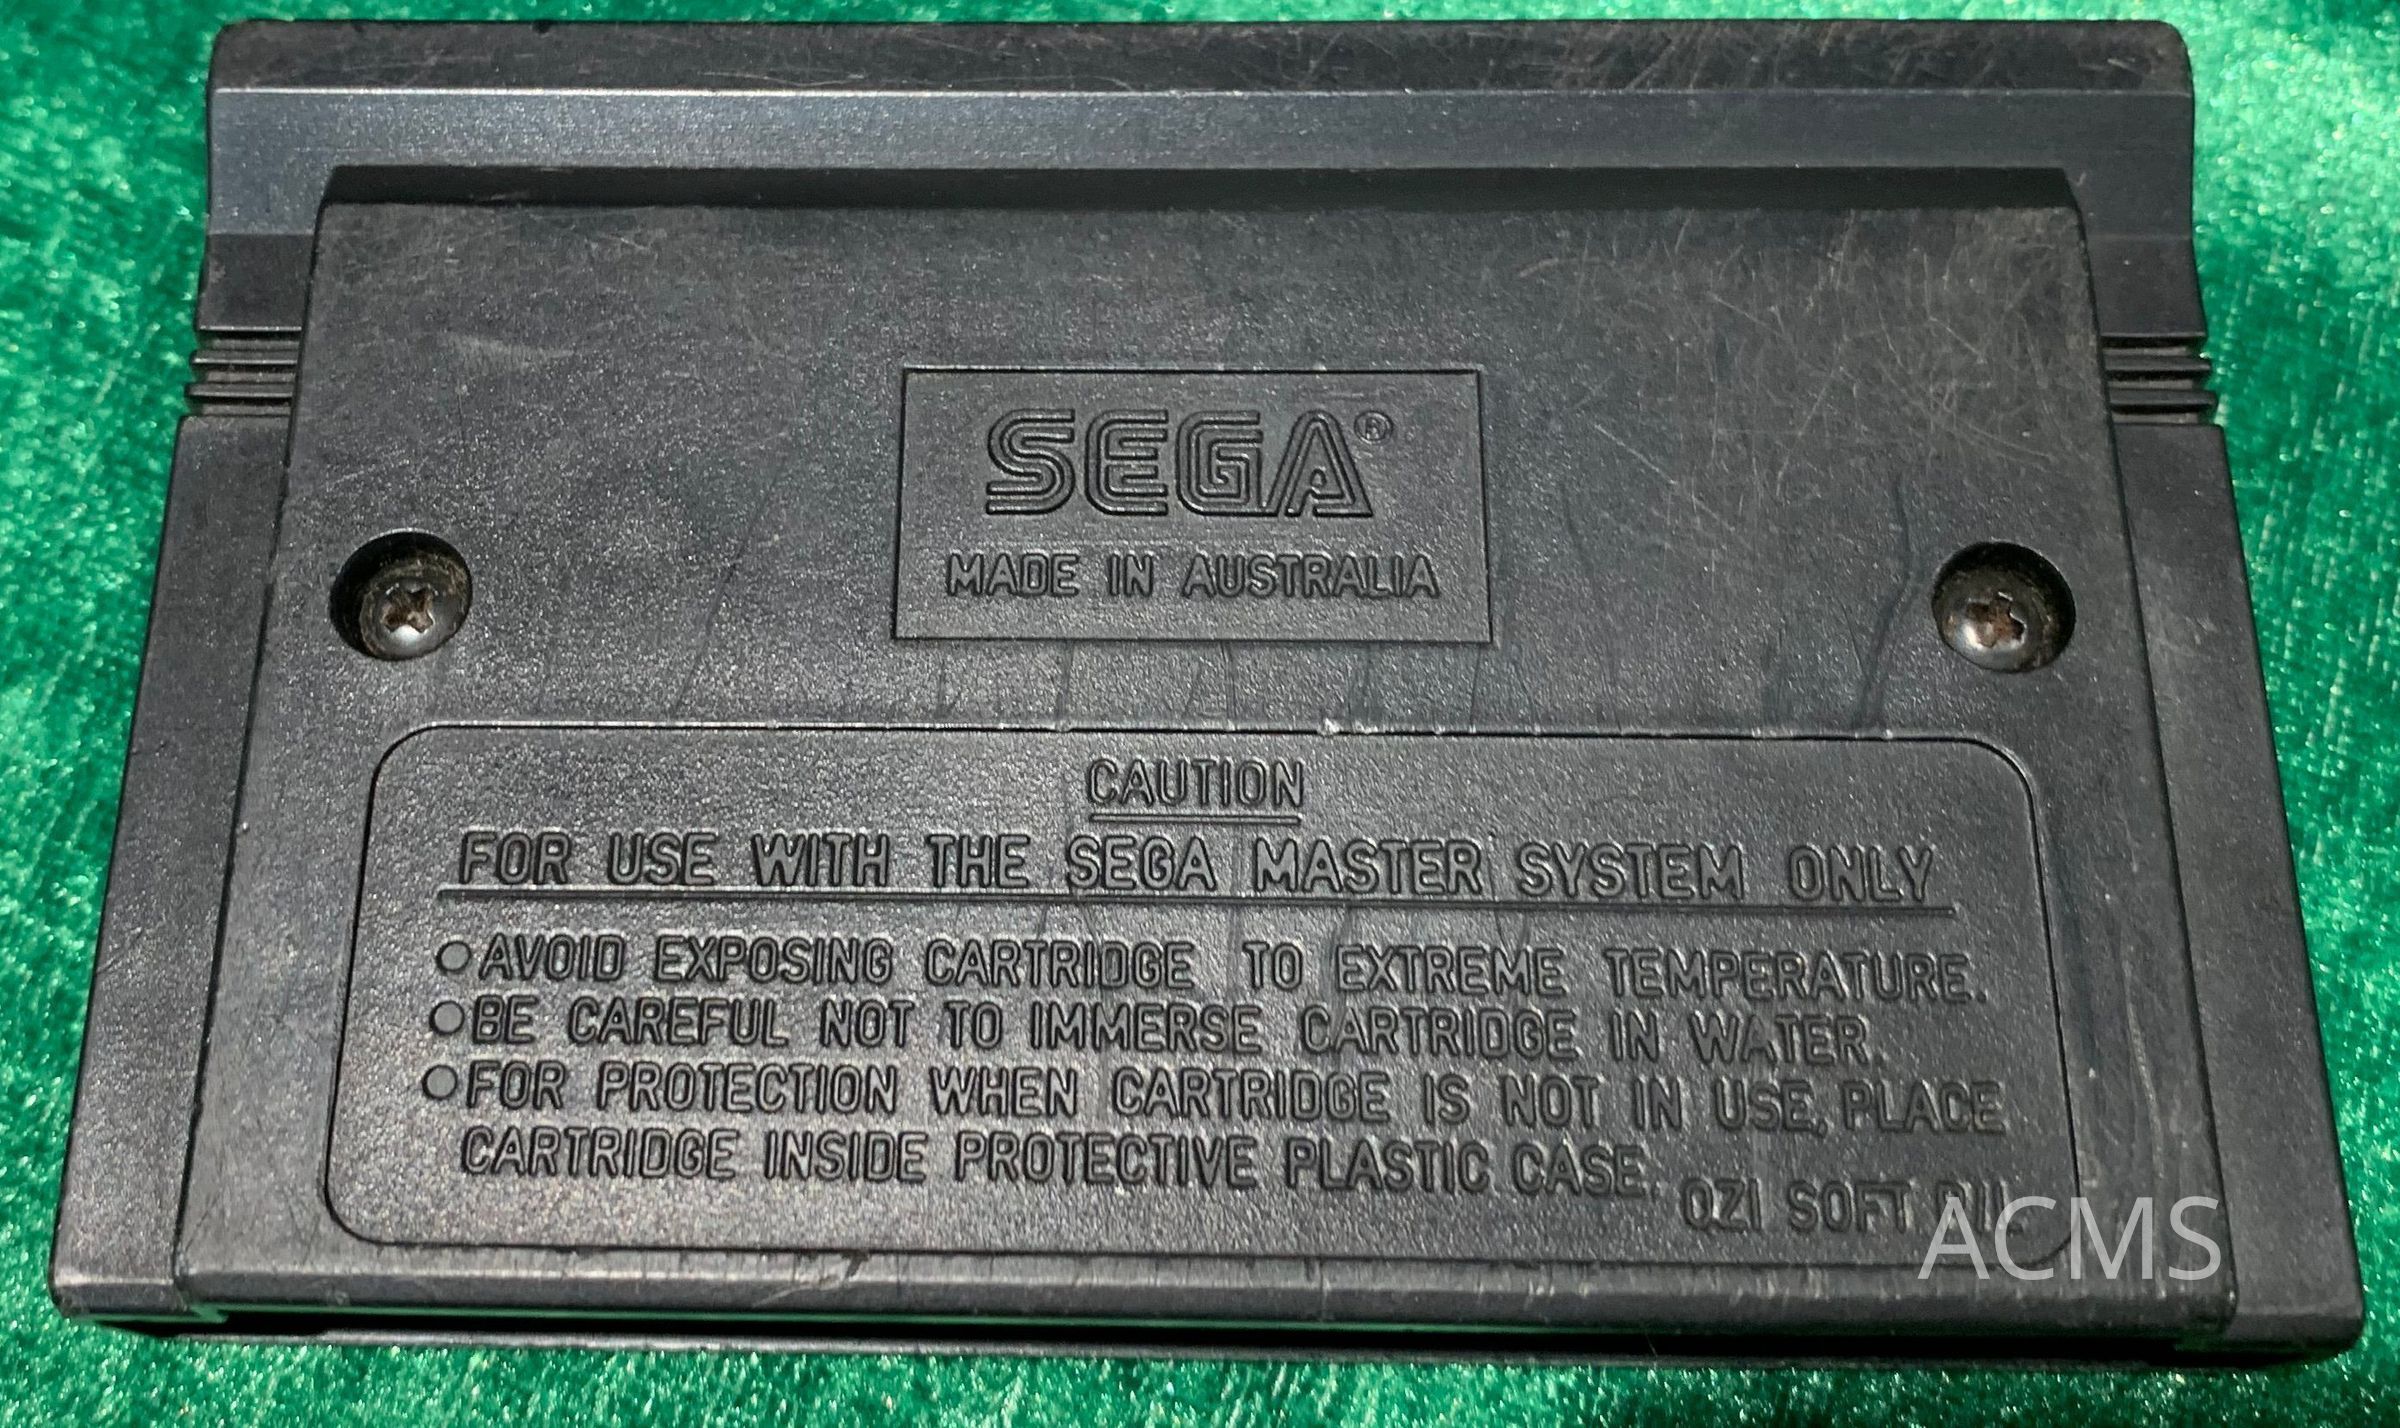 SEGA®
MADE IN AUSTRALIA
CAUTION
FOR USE WITH THE SEGA MASTER SYSTEM ONLY
○AVOID EXPOSING CARTRIDGE TO EXTREME TEMPERATURE.
○BE CAREFUL NOT TO IMMERSE CARTRIDGE IN WATER.
○FOR PROTECTION WHEN CARTRIDGE IS NOT IN USE, PLACE
CARTRIDGE INSIDE PROTECTIVE PLASTIC CASE.
OZI SOFT
ACMS